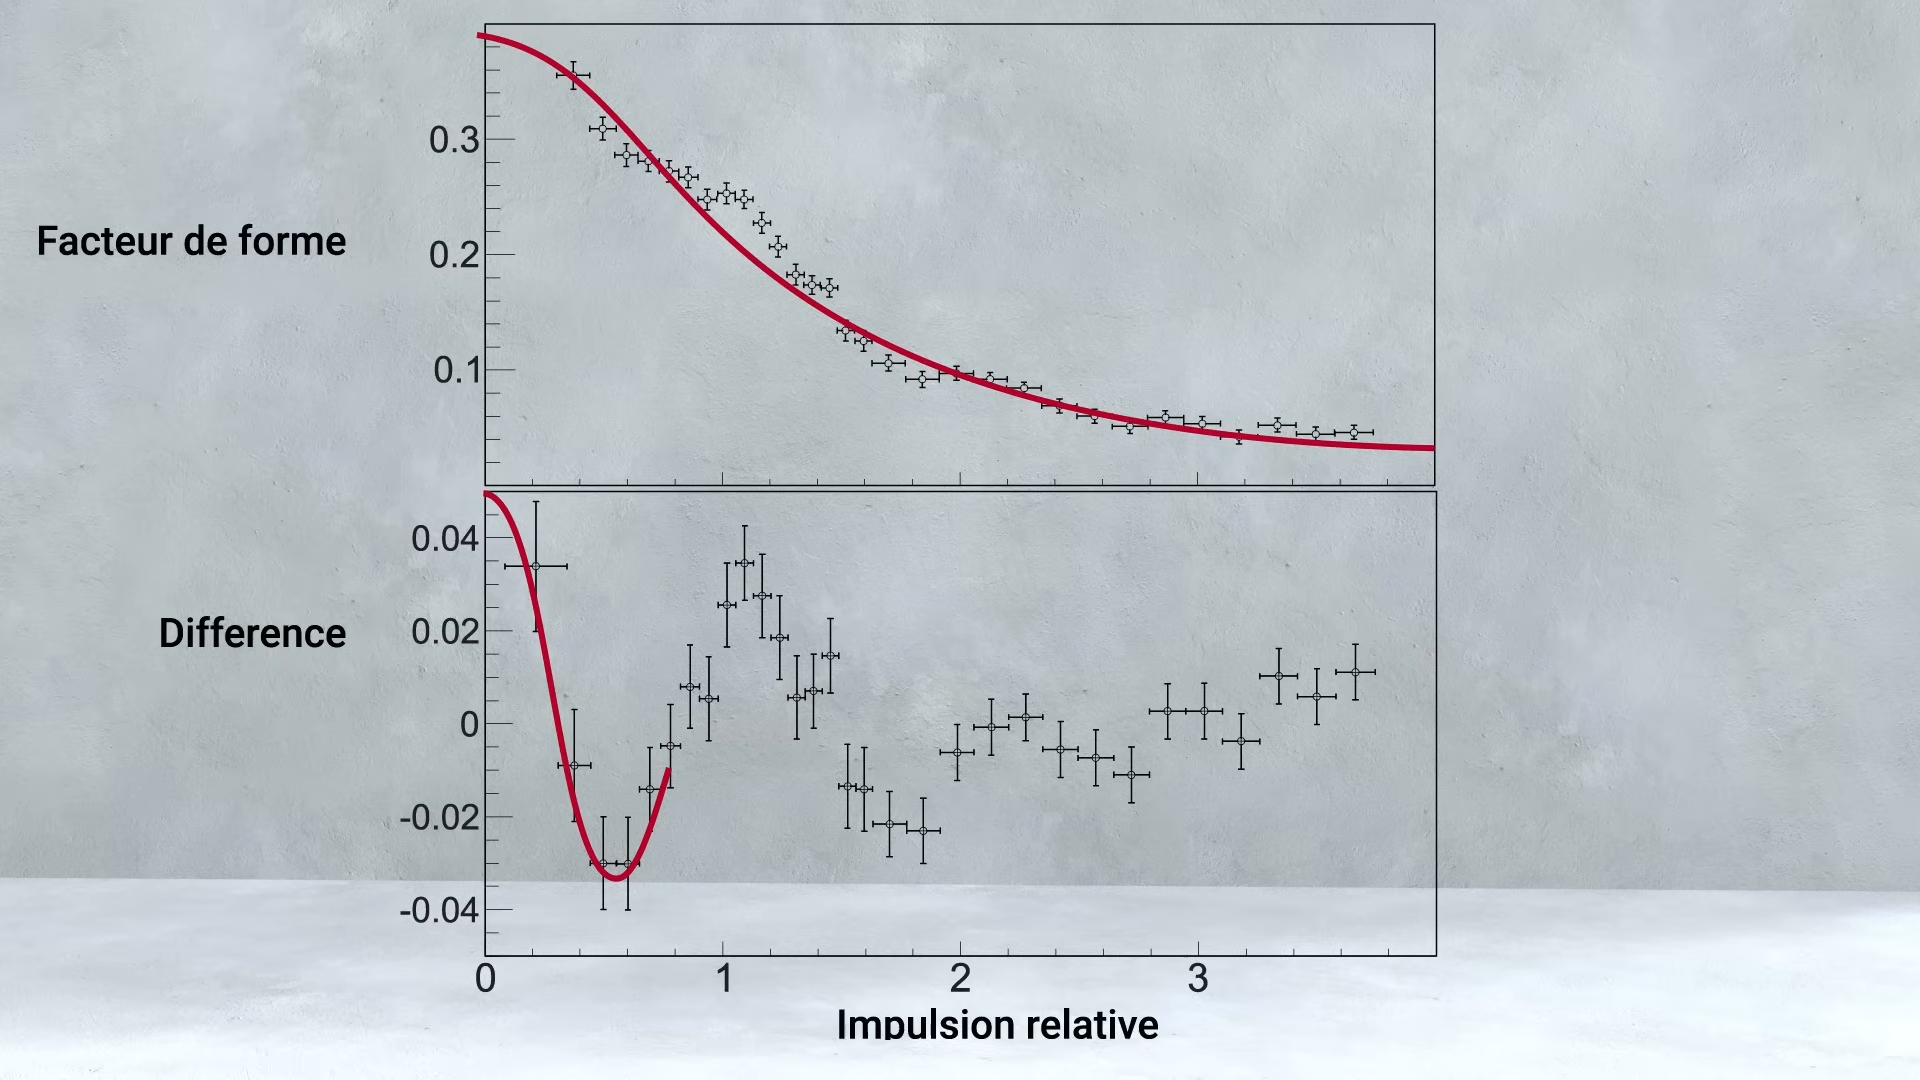 0.3
Facteur de forme
0.2
0.1
0.04
Difference
0.02
0
-0.02
-0.04
0 1 2 3
Impulsion relative